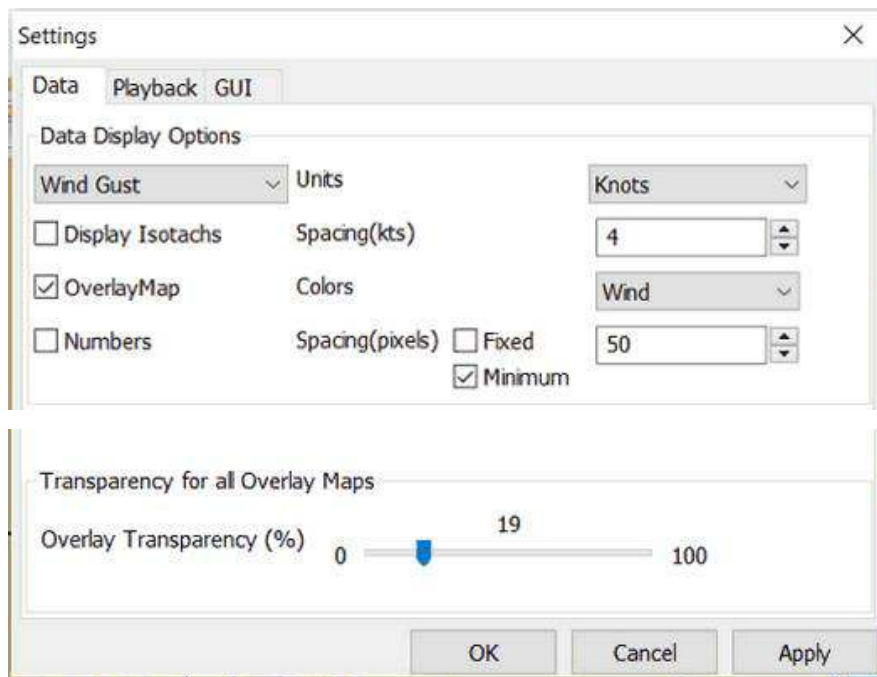 Settings
Data Playback GUI
Data Display Options
Wind Gust Units Knots
Display Isotachs Spacing(kts) 4
OverlayMap Colors Wind
Numbers Spacing(pixels) Fixed 50
Minimum
Transparency for all Overlay Maps
19
Overlay Transparency (%) 0 100
OK Cancel Apply